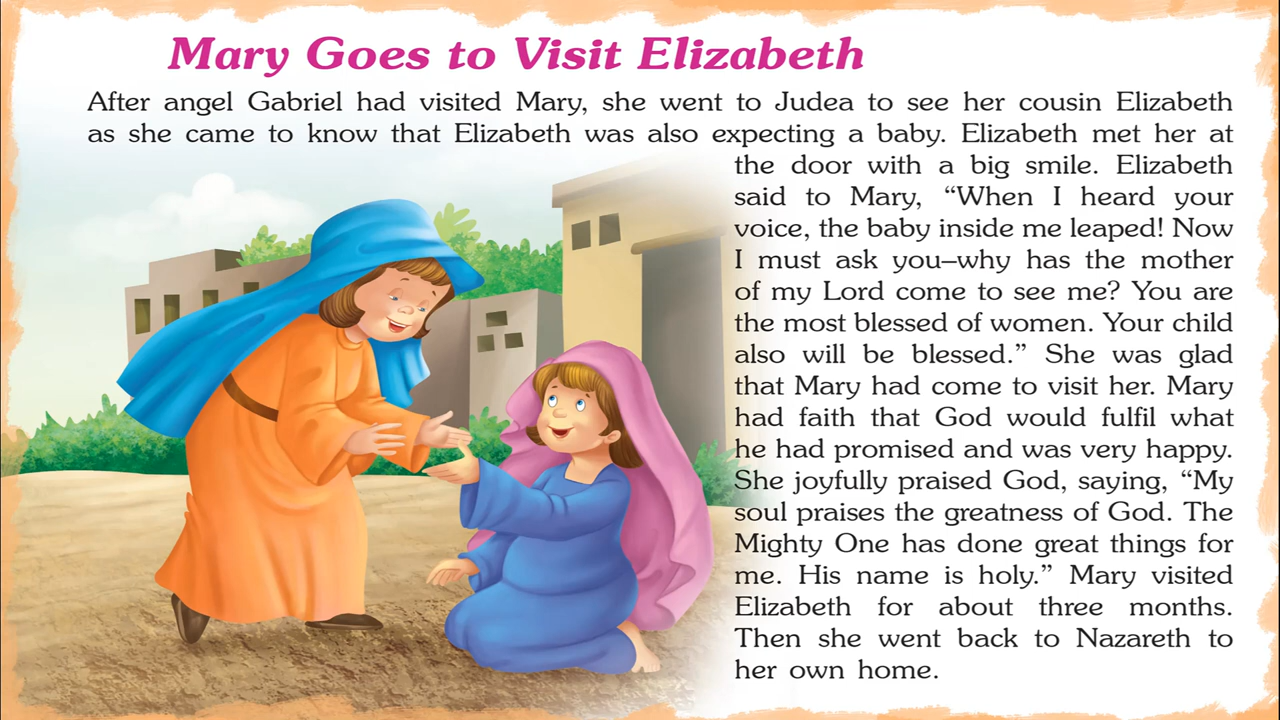 Mary Goes to Visit Elizabeth
After angel Gabriel had visited Mary, she went to Judea to see her cousin Elizabeth
as she came to know that Elizabeth was also expecting a baby. Elizabeth met her at
the door with a big smile. Elizabeth
said to Mary, “When I heard your
voice, the baby inside me leaped! Now
I must ask you–why has the mother
of my Lord come to see me? You are
the most blessed of women. Your child
also will be blessed.” She was glad
that Mary had come to visit her. Mary
had faith that God would fulfil what
he had promised and was very happy.
She joyfully praised God, saying, “My
soul praises the greatness of God. The
Mighty One has done great things for
me. His name is holy.” Mary visited
Elizabeth for about three months.
Then she went back to Nazareth to
her own home.